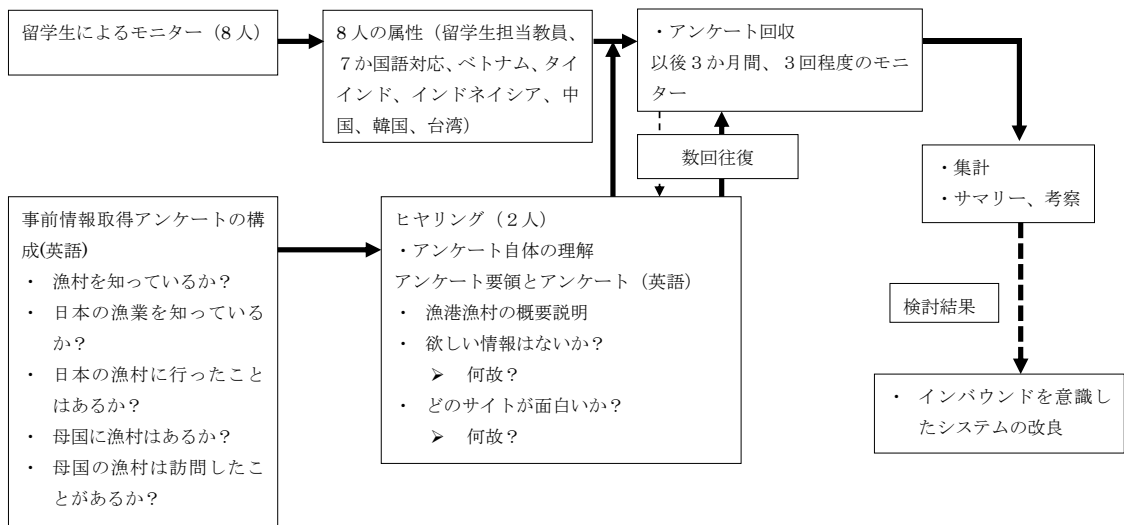 留学生によるモニター（8 人）
8 人の属性（留学生担当教員、
７か国語対応、ベトナム、タイ
インド、インドネイシア、中
国、韓国、台湾）
・アンケート回収
以後３か月間、３回程度のモニ
ター
数回往復
・集計
・サマリー、考察
事前情報取得アンケートの構
成(英語)
・ 漁村を知っているか？
・ 日本の漁業を知っている
か？
・ 日本の漁村に行ったこと
はあるか？
・ 母国に漁村はあるか？
・ 母国の漁村は訪問したこ
とがあるか？
ヒヤリング（２人）
・アンケート自体の理解
アンケート要領とアンケート（英語）
・ 漁港漁村の概要説明
・ 欲しい情報はないか？
➢ 何故？
・ どのサイトが面白いか？
➢ 何故？
検討結果
・ インバウンドを意識し
たシステムの改良